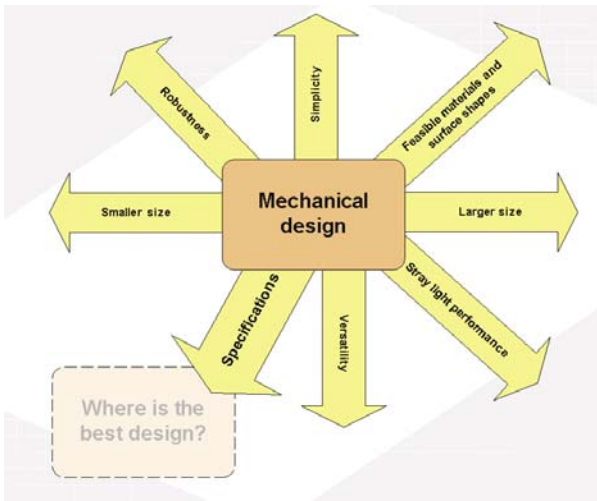 Simplicity
Robustness
Feasible materials and
surface shapes
Smaller size
Mechanical
design
Larger size
Stray light performance
Specifications
Versatility
Where is the
best design?